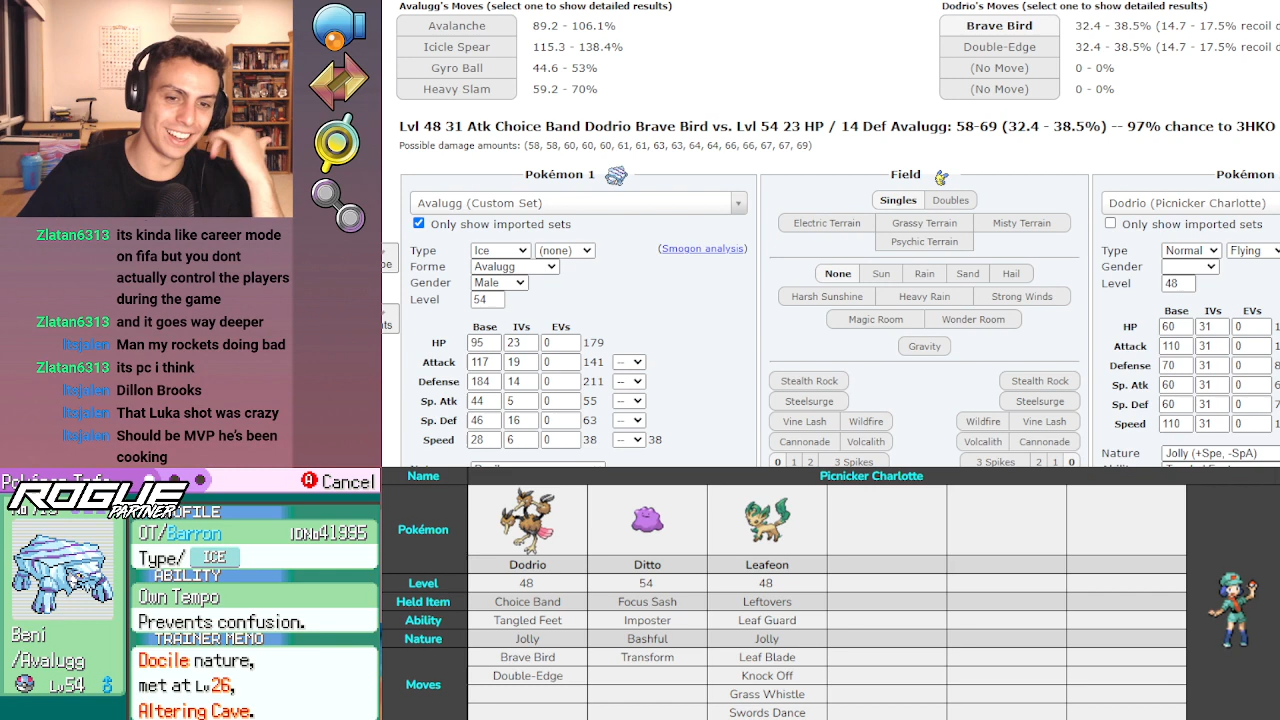 Avalugg's Moves (select one to show detailed results)
Avalanche 89.2 - 106.1%
Icicle Spear 115.3 - 138.4%
Gyro Ball 44.6 - 53%
Heavy Slam 59.2 - 70%
Dodrio's Moves (select one to show detailed results)
Brave Bird 32.4 - 38.5% (14.7 - 17.5% recoil d
Double-Edge 32.4 - 38.5% (14.7 - 17.5% recoil d
(No Move) 0 - 0%
(No Move) 0 - 0%
Lvl 48 31 Atk Choice Band Dodrio Brave Bird vs. Lvl 54 23 HP / 14 Def Avalugg: 58-69 (32.4 - 38.5%) -- 97% chance to 3HKO
Possible damage amounts: (58, 58, 60, 60, 60, 61, 61, 63, 63, 64, 64, 66, 66, 67, 67, 69)
Pokémon 1
Avalugg (Custom Set)
Only show imported sets
Type Ice (none) (Smogon analysis)
Forme Avalugg
Gender Male
Level 54
Base IVs EVs
HP 95 23 0 179
Attack 117 19 0 141 --
Defense 184 14 0 211 --
Sp. Atk 44 5 0 55 --
Sp. Def 46 16 0 63 --
Speed 28 6 0 38 -- 38
Field
Singles Doubles
Electric Terrain Grassy Terrain Misty Terrain
Psychic Terrain
None Sun Rain Sand Hail
Harsh Sunshine Heavy Rain Strong Winds
Magic Room Wonder Room
Gravity
Stealth Rock Stealth Rock
Steelsurge Steelsurge
Vine Lash Wildfire Wildfire Vine Lash
Cannonade Volcalith Volcalith Cannonade
0 1 2 3 Spikes 3 Spikes 2 1 0
Pokémon
Dodrio (Picnicker Charlotte)
Only show imported sets
Type Normal Flying
Gender
Level 48
Base IVs EVs
HP 60 31 0
Attack 110 31 0
Defense 70 31 0
Sp. Atk 60 31 0
Sp. Def 60 31 0
Speed 110 31 0
Nature Jolly (+Spe, -SpA)
Zlatan6313 its kinda like career mode
on fifa but you dont
actually control the players
during the game
Zlatan6313 and it goes way deeper
Itsjalen Man my rockets doing bad
Zlatan6313 its pc i think
Itsjalen Dillon Brooks
Itsjalen That Luka shot was crazy
Itsjalen Should be MVP he's been
cooking
A Cancel
ROGUE
PARTNER
PROFILE
OT/Barron IDNo41995
Type/ ICE
ABILITY
Own Tempo
Prevents confusion.
TRAINER MEMO
Docile nature,
met at Lv26,
Altering Cave.
Beni
/Avalugg
Lv54
Name Picnicker Charlotte
Pokémon Dodrio Ditto Leafeon
Level 48 54 48
Held Item Choice Band Focus Sash Leftovers
Ability Tangled Feet Imposter Leaf Guard
Nature Jolly Bashful Jolly
Moves Brave Bird Transform Leaf Blade
Double-Edge Knock Off
Grass Whistle
Swords Dance